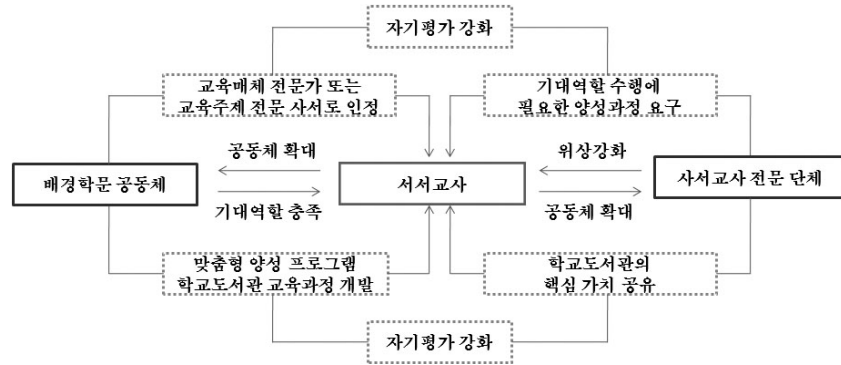 자기평가 강화
교육매체 전문가 또는
교육주제 전문 사서로 인정
기대역할 수행에
필요한 양성과정 요구
공동체 확대
위상강화
배경학문 공동체
서서교사
사서교사 전문 단체
기대역할 충족
공동체 확대
맞춤형 양성 프로그램
학교도서관 교육과정 개발
학교도서관의
핵심 가치 공유
자기평가 강화